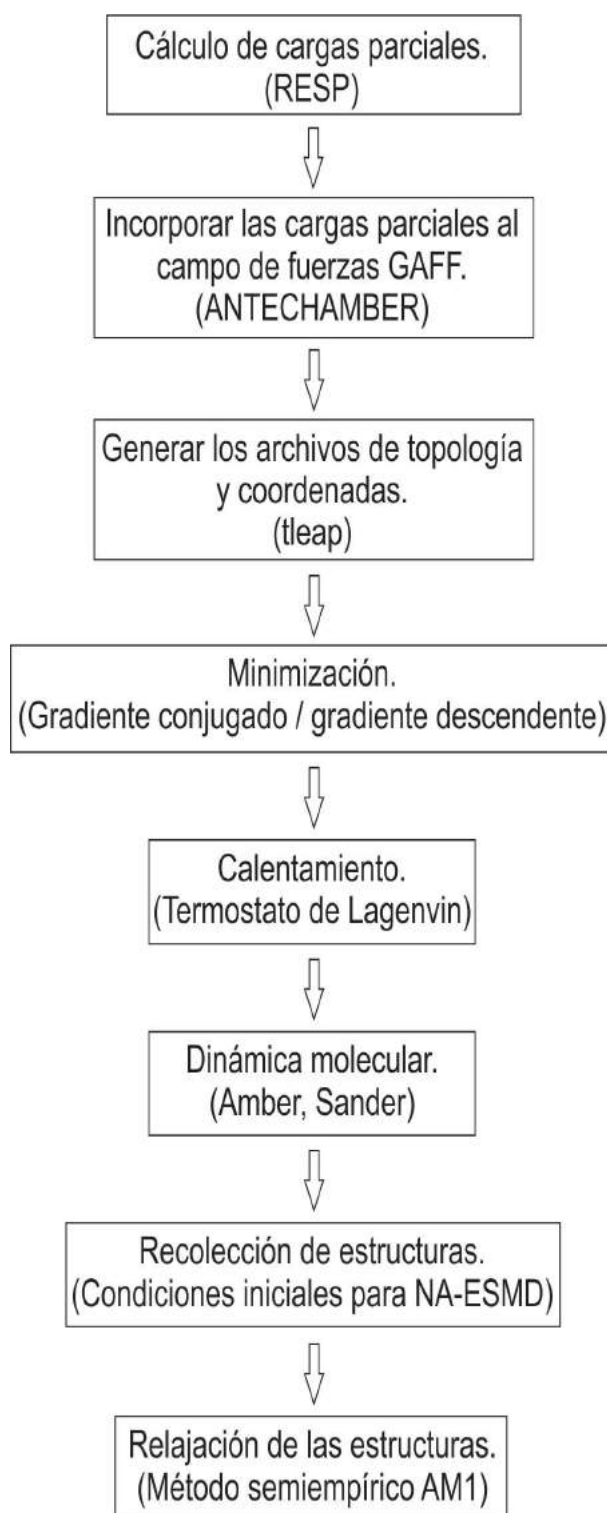 Cálculo de cargas parciales.
(RESP)
Incorporar las cargas parciales al
campo de fuerzas GAFF.
(ANTECHAMBER)
Generar los archivos de topología
y coordenadas.
(tleap)
Minimización.
(Gradiente conjugado / gradiente descendente)
Calentamiento.
(Termostato de Lagenvin)
Dinámica molecular.
(Amber, Sander)
Recolección de estructuras.
(Condiciones iniciales para NA-ESMD)
Relajación de las estructuras.
(Método semiempírico AM1)